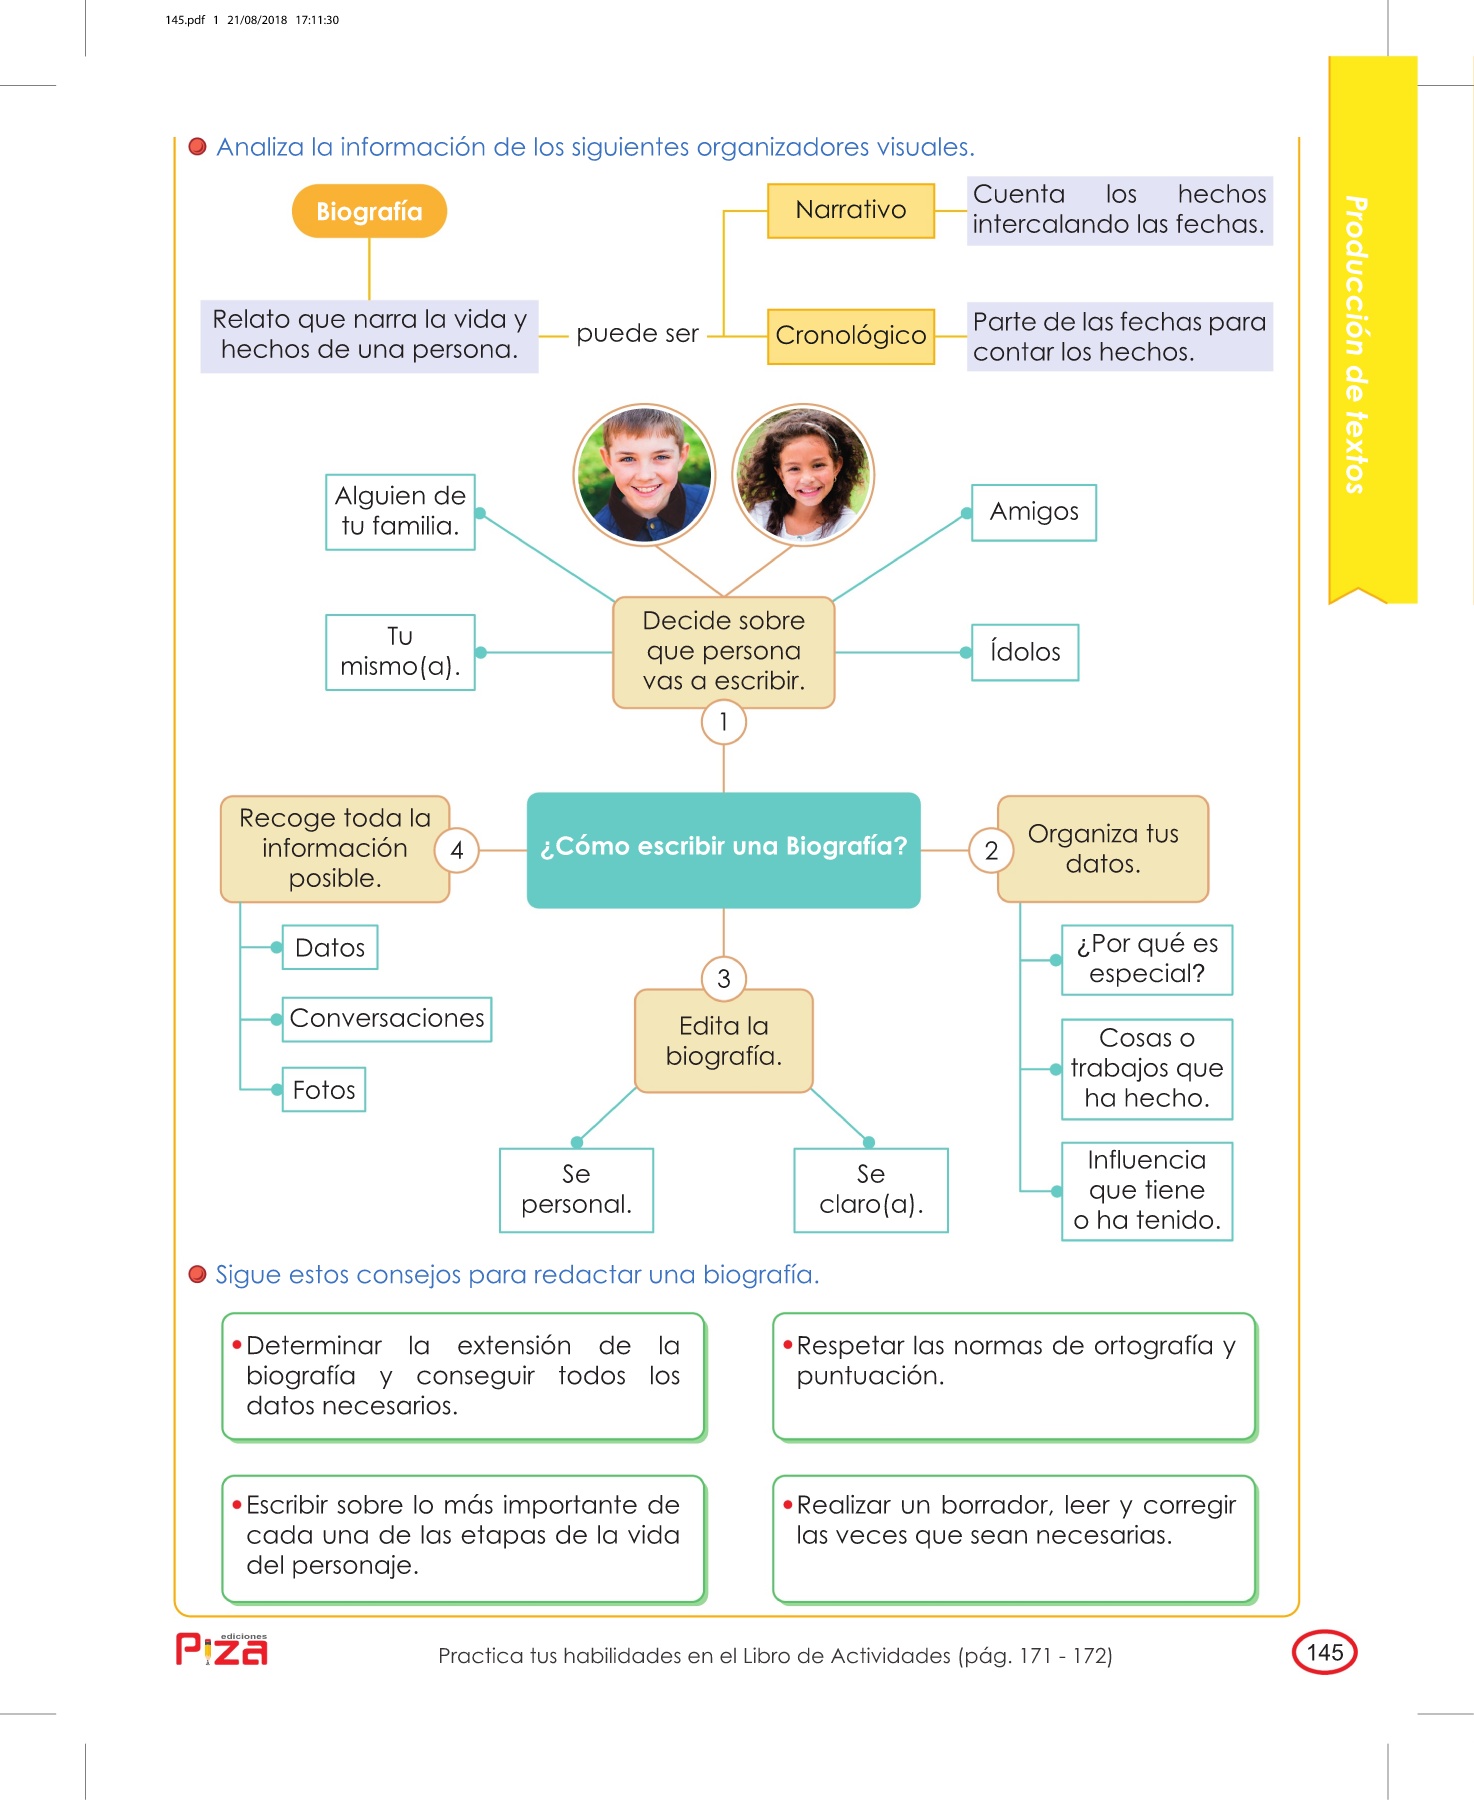 145.pdf 1 21/08/2018 17:11:30
Producción de textos
Analiza la información de los siguientes organizadores visuales.
Biografía
Relato que narra la vida y
hechos de una persona.
puede ser
Narrativo
Cuenta los hechos
intercalando las fechas.
Cronológico
Parte de las fechas para
contar los hechos.
Alguien de
tu familia.
Amigos
Tu
mismo(a).
Ídolos
Decide sobre
que persona
vas a escribir.
1
¿Cómo escribir una Biografía?
2
Organiza tus
datos.
¿Por qué es
especial?
Cosas o
trabajos que
ha hecho.
Influencia
que tiene
o ha tenido.
3
Edita la
biografía.
Se
personal.
Se
claro(a).
4
Recoge toda la
información
posible.
Datos
Conversaciones
Fotos
Sigue estos consejos para redactar una biografía.
•Determinar la extensión de la
biografía y conseguir todos los
datos necesarios.
•Respetar las normas de ortografía y
puntuación.
•Escribir sobre lo más importante de
cada una de las etapas de la vida
del personaje.
•Realizar un borrador, leer y corregir
las veces que sean necesarias.
ediciones
Piza
Practica tus habilidades en el Libro de Actividades (pág. 171 - 172)
145